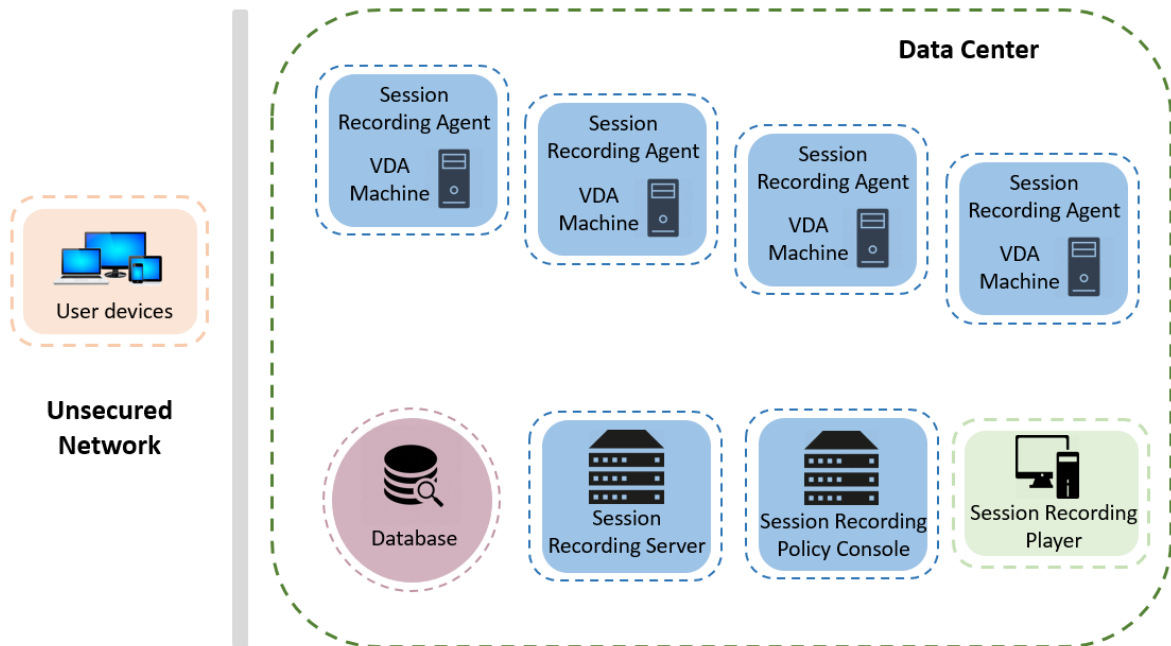 Data Center
Session
Recording Agent
VDA
Machine
Session
Recording Agent
VDA
Machine
Session
Recording Agent
VDA
Machine
Session
Recording Agent
VDA
Machine
User devices
Unsecured
Network
Database
Session
Recording Server
Session Recording
Policy Console
Session Recording
Player